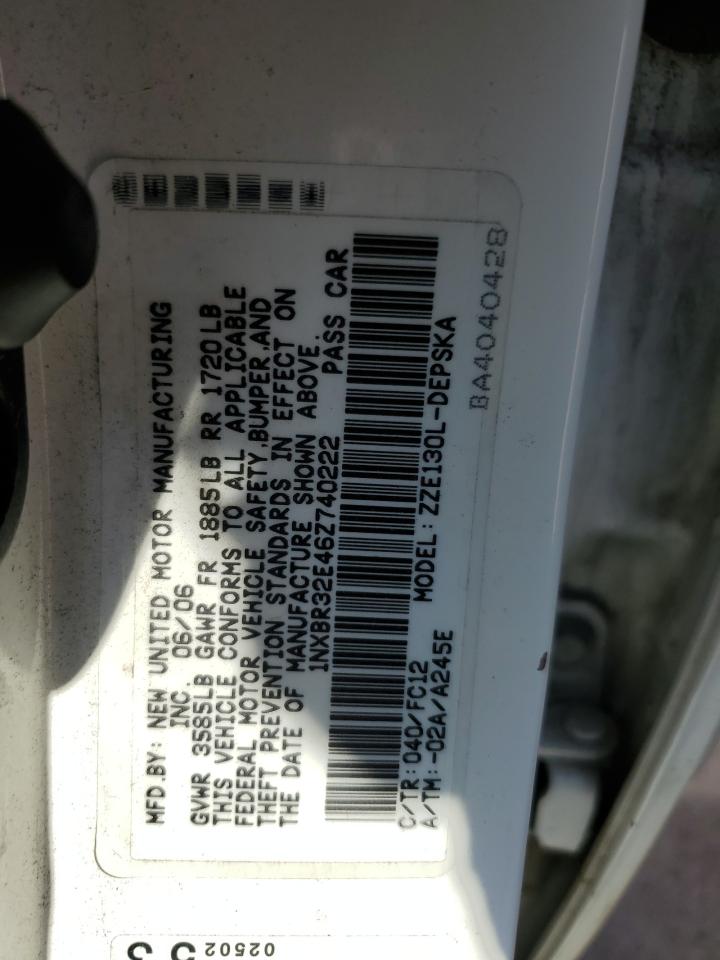 MFD.BY: NEW UNITED MOTOR MANUFACTURING
INC. 06/06
GVWR 3585LB GAWR FR 1885LB RR 1720LB
THIS VEHICLE CONFORMS TO ALL APPLICABLE
FEDERAL MOTOR VEHICLE SAFETY,BUMPER,AND
THEFT PREVENTION STANDARDS IN EFFECT ON
THE DATE OF MANUFACTURE SHOWN ABOVE.
1NXBR32E46Z740222 PASS CAR
C/TR: 040/FC12 MODEL: ZZE130L-DEPSKA
A/TM: -02A/A245E
BA4040428
02502